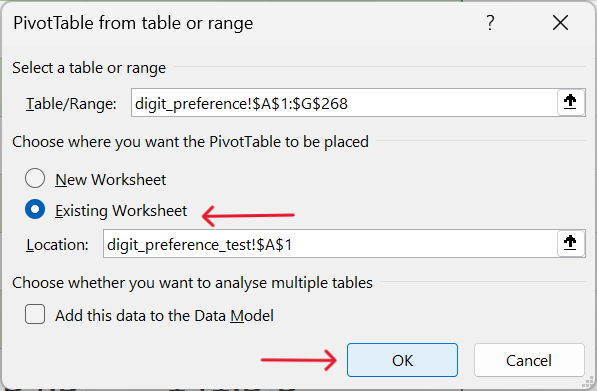 PivotTable from table or range ?
Select a table or range
Table/Range: digit_preference!$A$1:$G$268
Choose where you want the PivotTable to be placed
New Worksheet
Existing Worksheet
Location: digit_preference_test!$A$1
Choose whether you want to analyse multiple tables
Add this data to the Data Model
OK Cancel